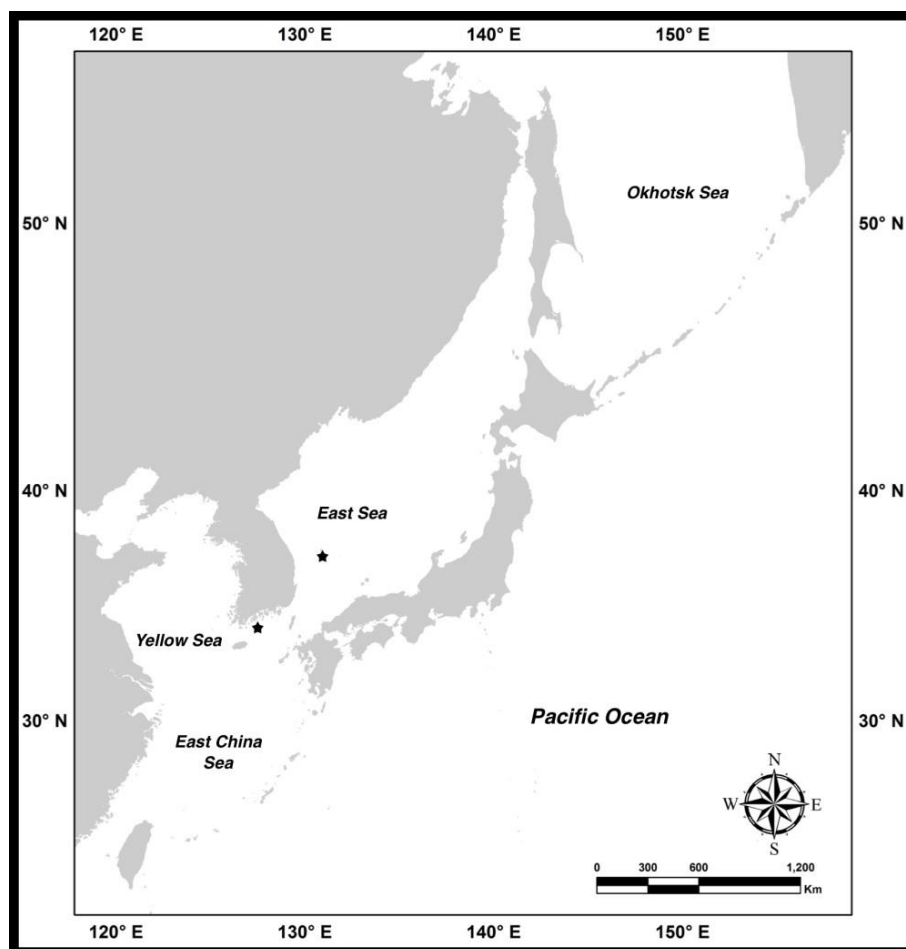 120° E 130° E 140° E 150° E
Okhotsk Sea
50° N 50° N
40° N 40° N
East Sea
Yellow Sea
30° N 30° N
Pacific Ocean
East China
Sea
N
W E
S
0 300 600 1,200
Km
120° E 130° E 140° E 150° E